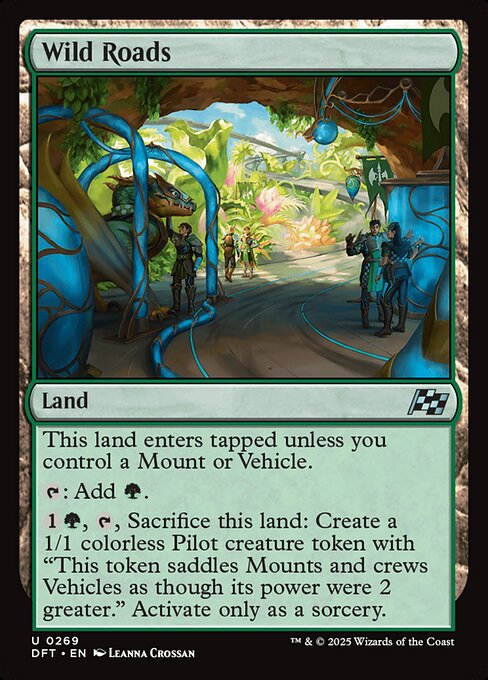 Wild Roads
Land
This land enters tapped unless you
control a Mount or Vehicle.
: Add .
1, , Sacrifice this land: Create a
1/1 colorless Pilot creature token with
“This token saddles Mounts and crews
Vehicles as though its power were 2
greater.” Activate only as a sorcery.
U 0269
DFT • EN Leanna Crossan
™ & © 2025 Wizards of the Coast